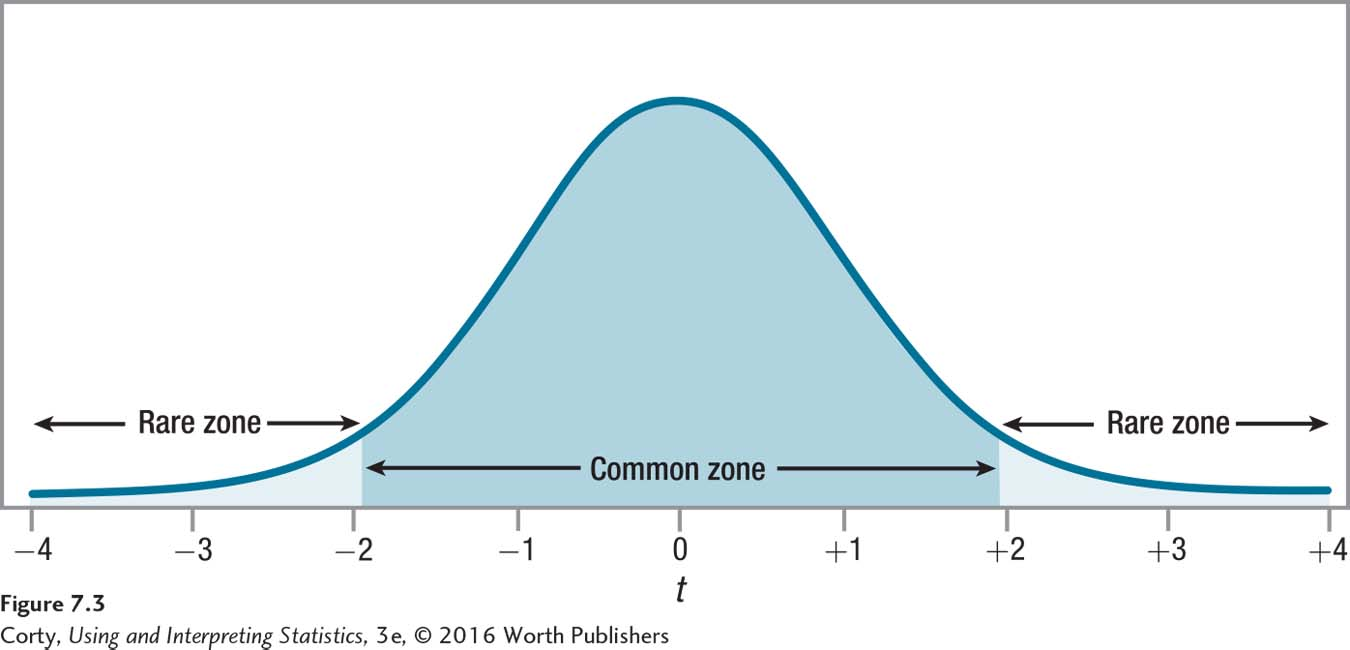 Rare zone
Rare zone
Common zone
−4 −3 −2 −1 0 +1 +2 +3 +4
t
Figure 7.3
Corty, Using and Interpreting Statistics, 3e, © 2016 Worth Publishers